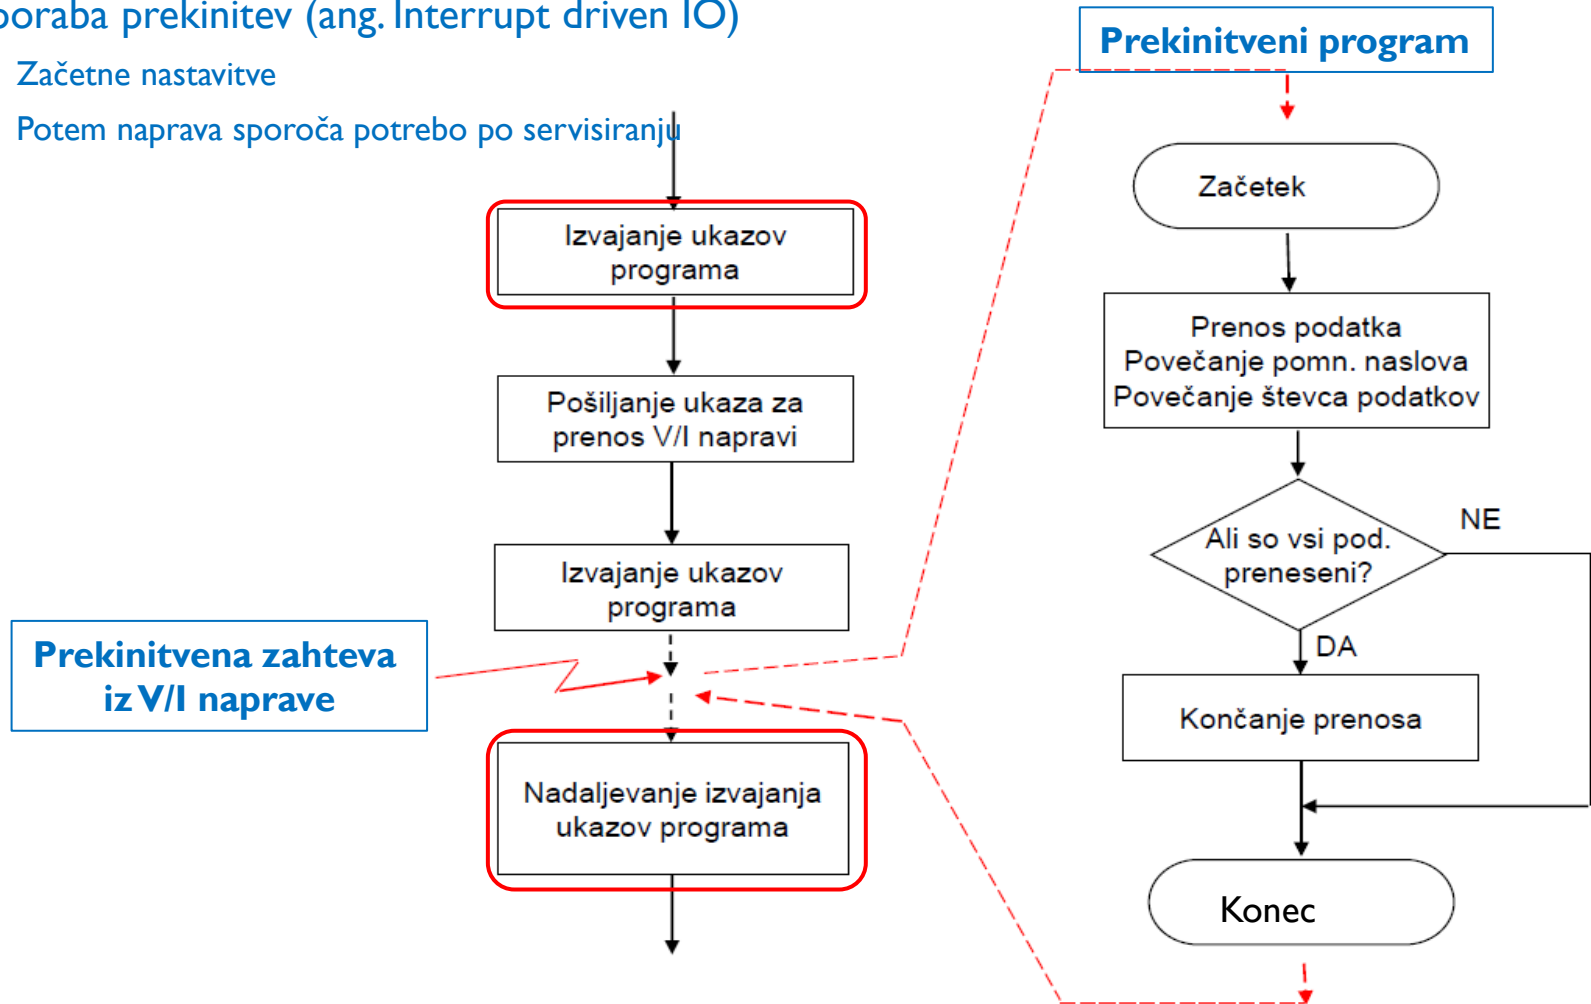 poraba prekinitev (ang. Interrupt driven IO)
Začetne nastavitve
Potem naprava sporoča potrebo po servisiranju
Izvajanje ukazov
programa
Pošiljanje ukaza za
prenos V/I napravi
Izvajanje ukazov
programa
Prekinitvena zahteva
iz V/I naprave
Nadaljevanje izvajanja
ukazov programa
Prekinitveni program
Začetek
Prenos podatka
Povečanje pomn. naslova
Povečanje števca podatkov
Ali so vsi pod.
preneseni?
NE
DA
Končanje prenosa
Konec